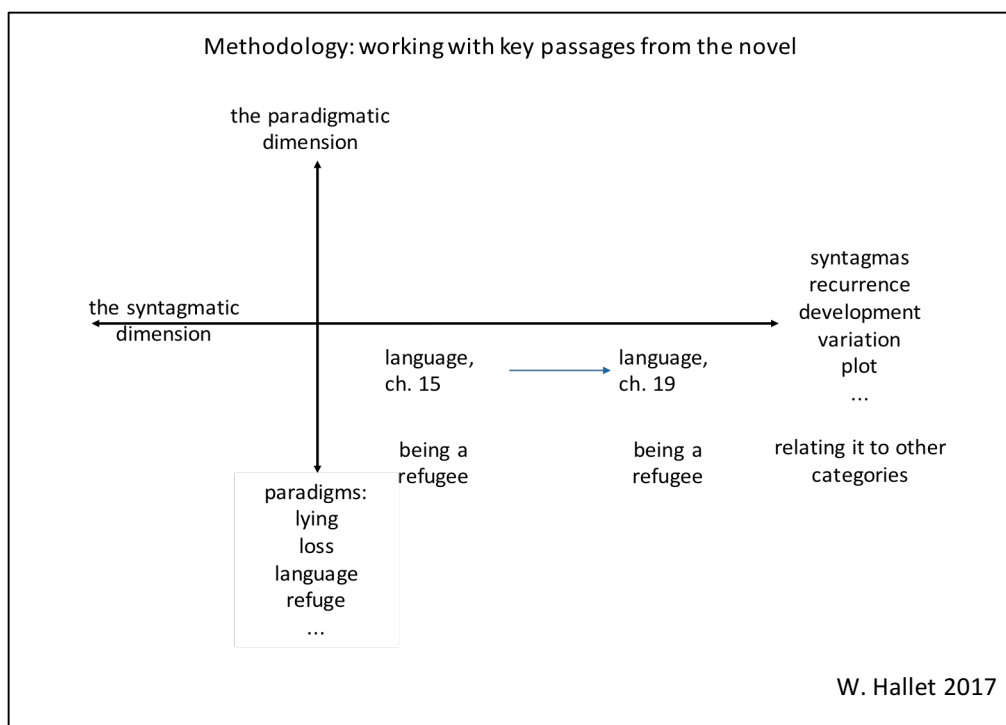 Methodology: working with key passages from the novel
the paradigmatic
dimension
the syntagmatic
dimension
syntagmas
recurrence
development
variation
plot
...
language,
ch. 15
language,
ch. 19
being a
refugee
being a
refugee
relating it to other
categories
paradigms:
lying
loss
language
refuge
...
W. Hallet 2017